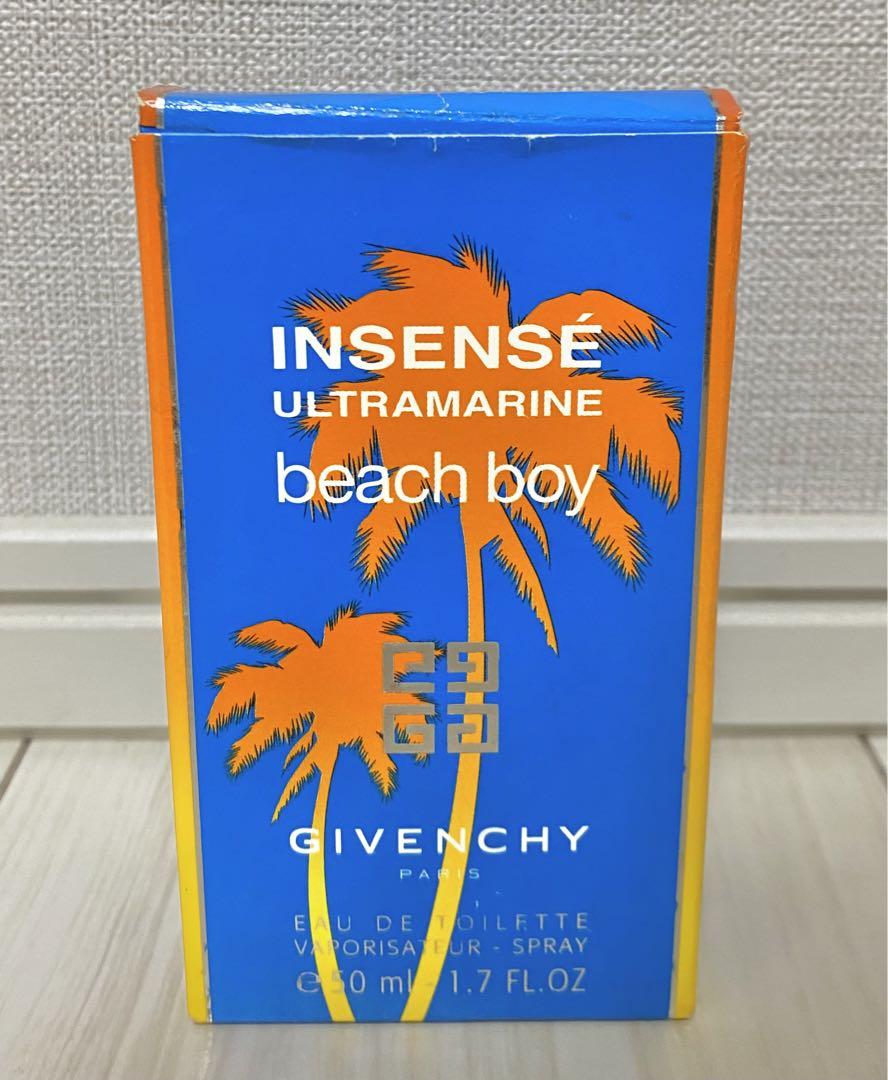 INSENSÉ
ULTRAMARINE
beach boy
GIVENCHY
PARIS
EAU DE TOILETTE
VAPORISATEUR - SPRAY
℮50 ml - 1.7 FL.OZ